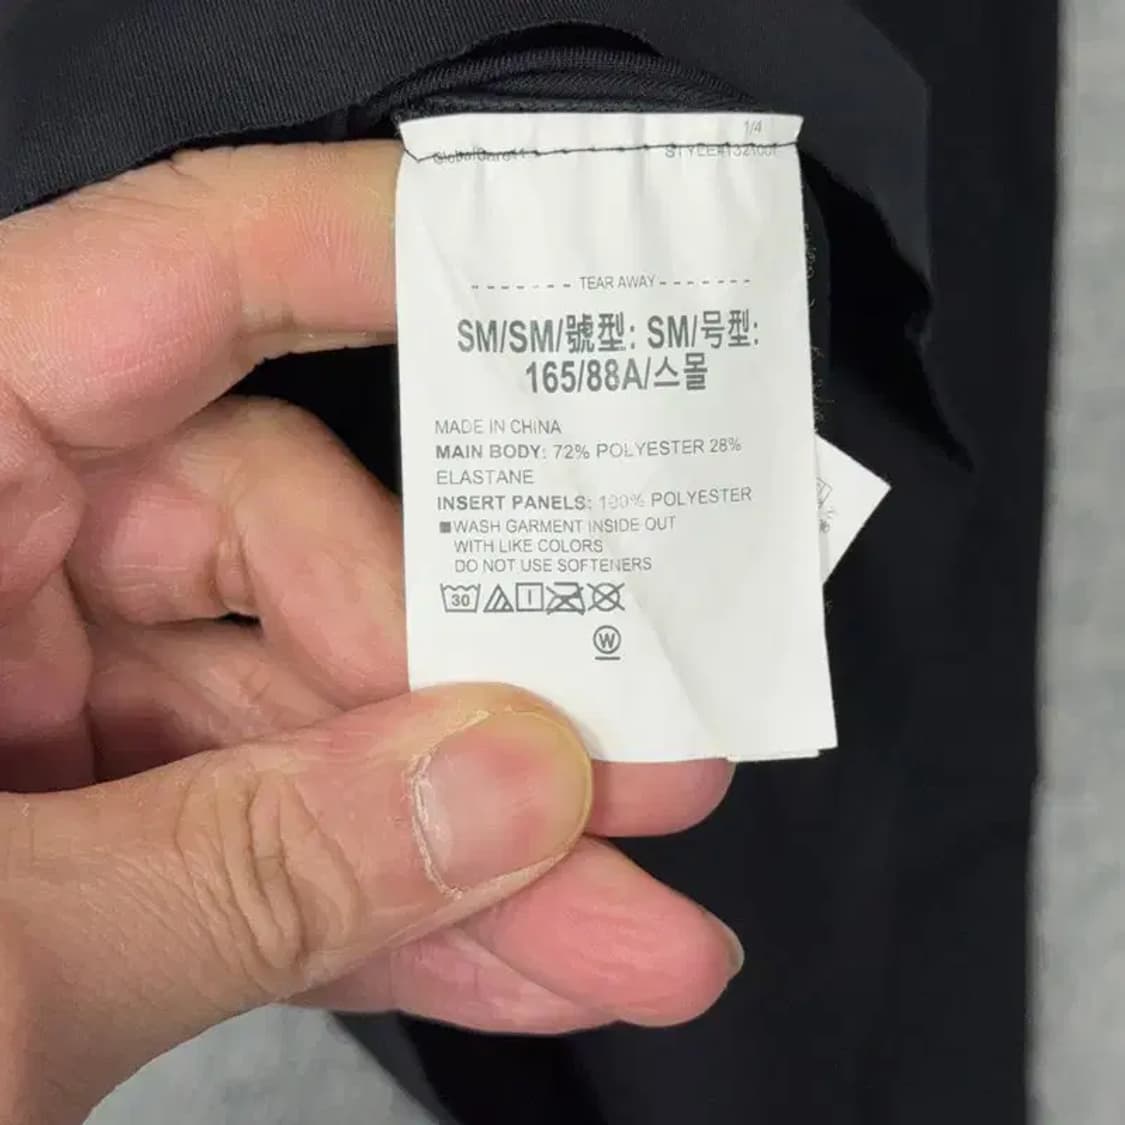 1/4
TEAR AWAY
SM/SM/號型: SM/号型:
165/88A/스몰
MADE IN CHINA
MAIN BODY: 72% POLYESTER 28%
ELASTANE
INSERT PANELS: 100% POLYESTER
WASH GARMENT INSIDE OUT
WITH LIKE COLORS
DO NOT USE SOFTENERS
30
W